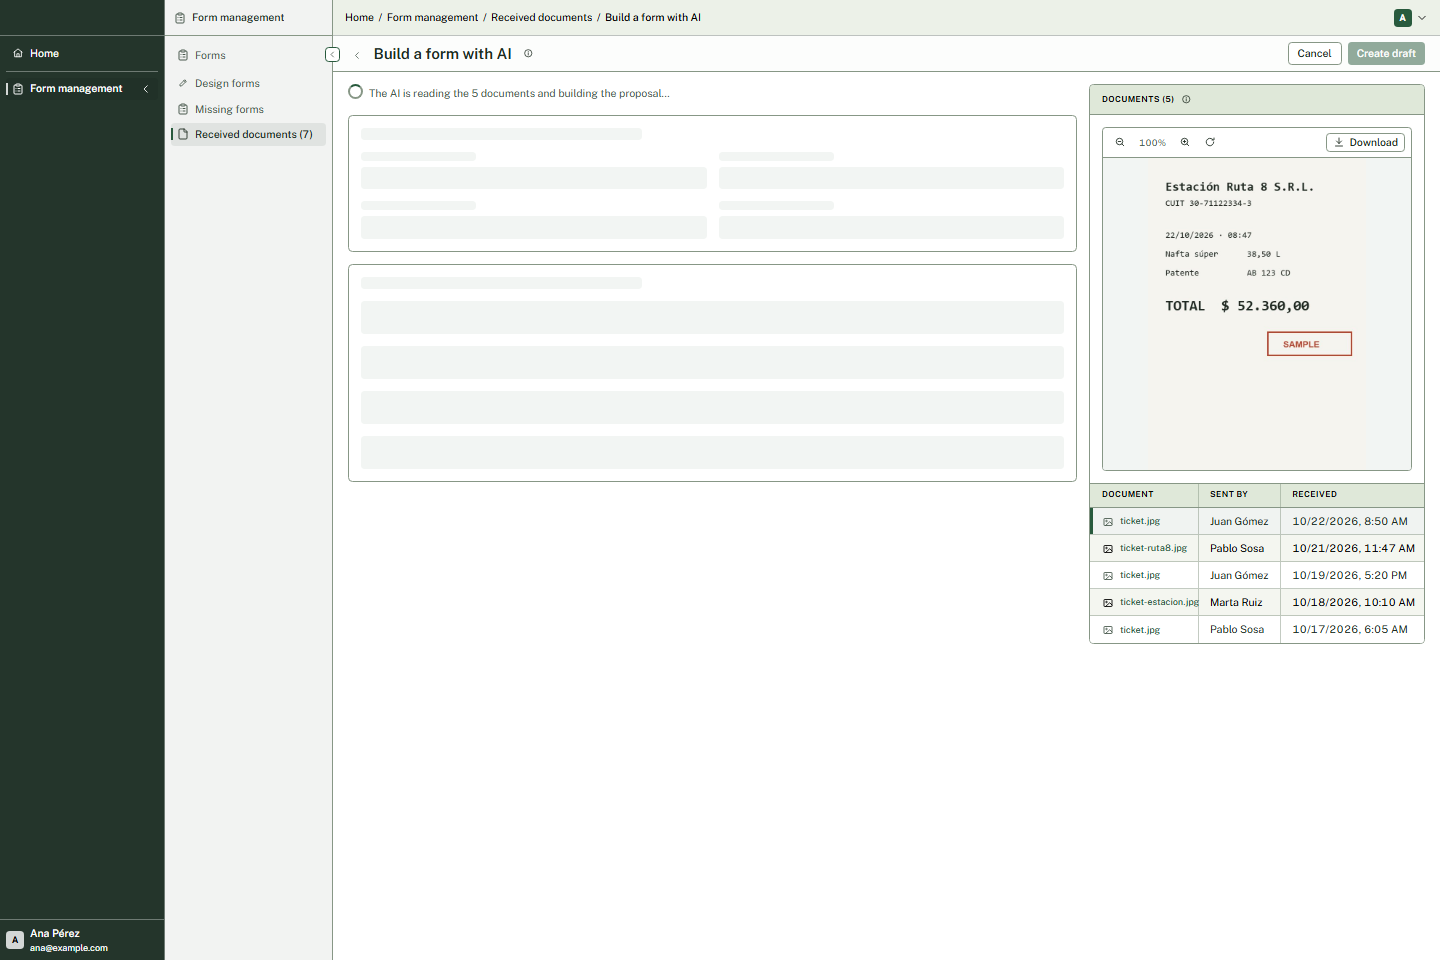 Home
Form management
Form management
Forms
Design forms
Missing forms
Received documents (7)
Home / Form management / Received documents / Build a form with AI
A
Build a form with AI
Cancel
Create draft
The AI is reading the 5 documents and building the proposal...
DOCUMENTS (5)
100%
Download
Estación Ruta 8 S.R.L.
CUIT 30-71122334-3
22/10/2026 · 08:47
Nafta súper 38,50 L
Patente AB 123 CD
TOTAL $ 52.360,00
SAMPLE
DOCUMENT SENT BY RECEIVED
ticket.jpg Juan Gómez 10/22/2026, 8:50 AM
ticket-ruta8.jpg Pablo Sosa 10/21/2026, 11:47 AM
ticket.jpg Juan Gómez 10/19/2026, 5:20 PM
ticket-estacion.jpg Marta Ruiz 10/18/2026, 10:10 AM
ticket.jpg Pablo Sosa 10/17/2026, 6:05 AM
A
Ana Pérez
ana@example.com